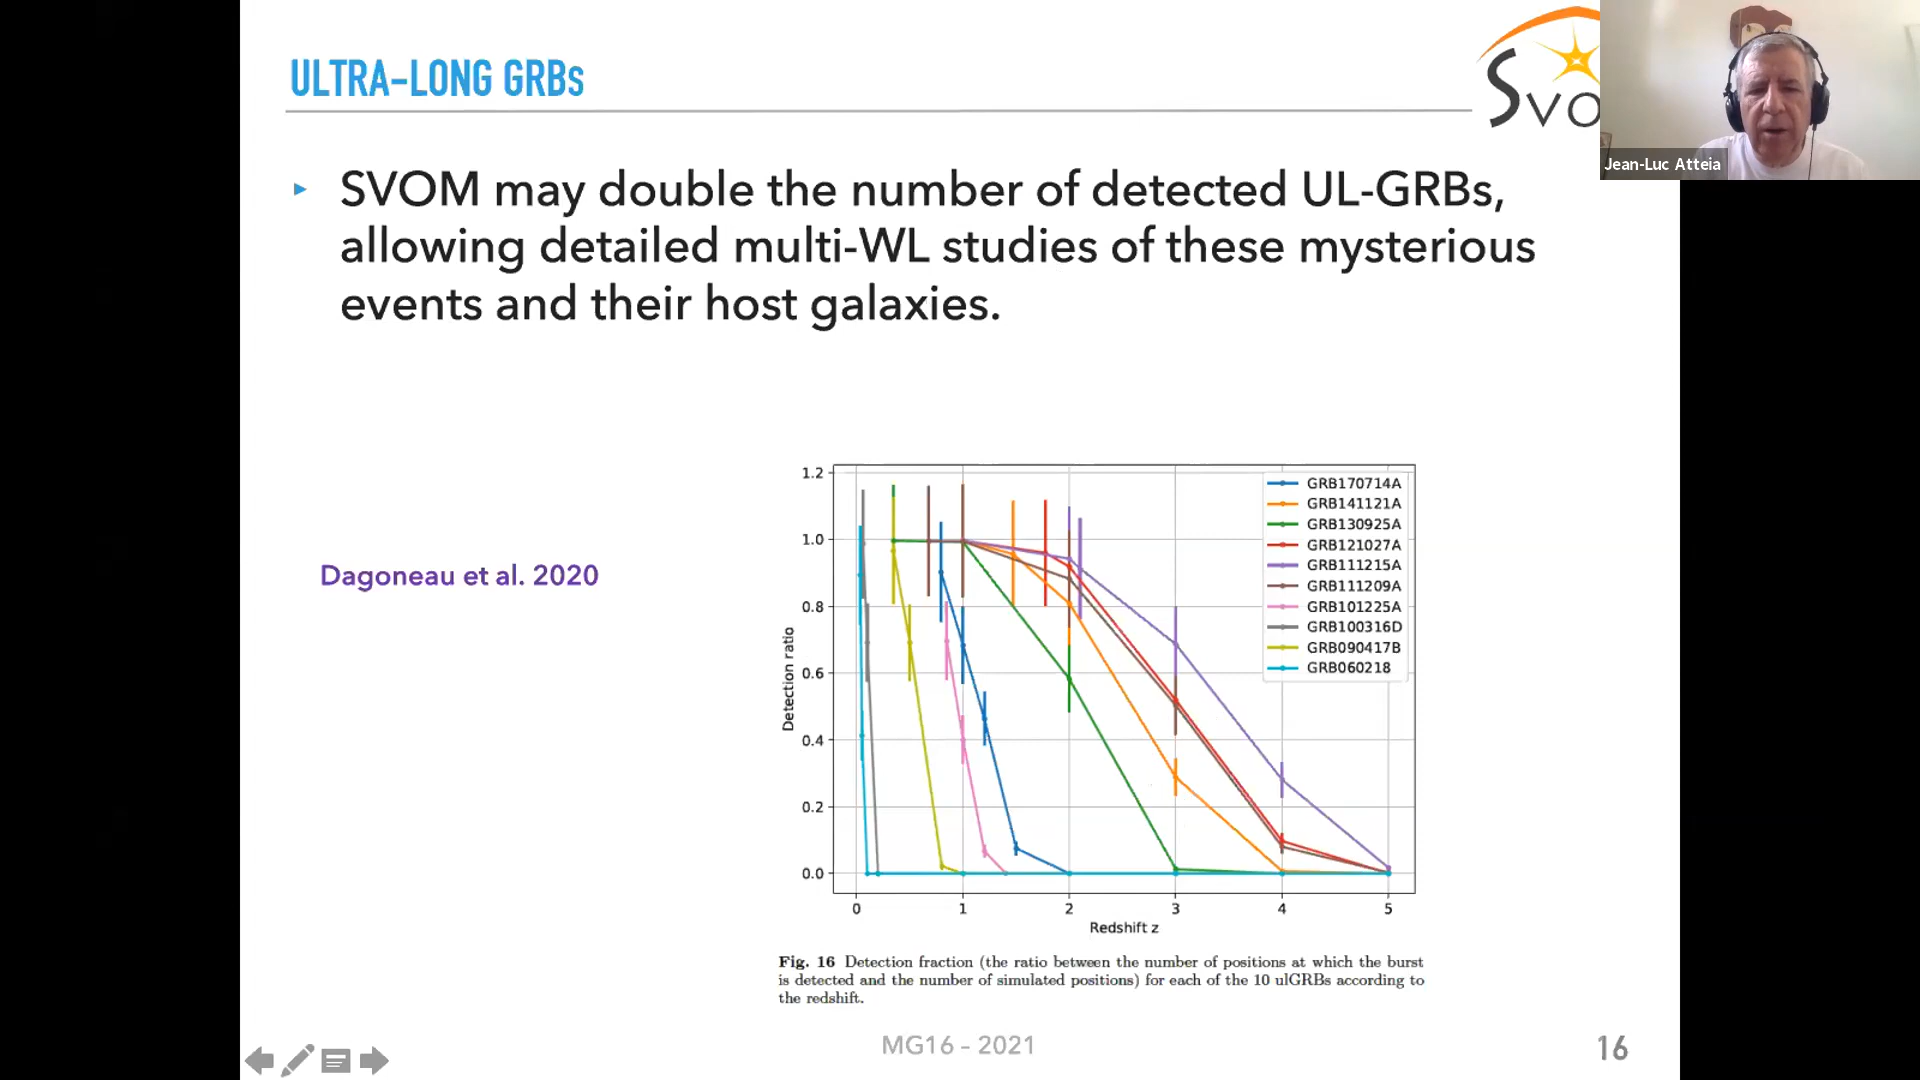 ULTRA-LONG GRBs
SVO
Jean-Luc Atteia
SVOM may double the number of detected UL-GRBs,
allowing detailed multi-WL studies of these mysterious
events and their host galaxies.
Dagoneau et al. 2020
1.2
1.0
0.8
0.6
0.4
0.2
0.0
Detection ratio
0 1 2 3 4 5
Redshift z
GRB170714A
GRB141121A
GRB130925A
GRB121027A
GRB111215A
GRB111209A
GRB101225A
GRB100316D
GRB090417B
GRB060218
Fig. 16 Detection fraction (the ratio between the number of positions at which the burst
is detected and the number of simulated positions) for each of the 10 ulGRBs according to
the redshift.
MG16 - 2021
16